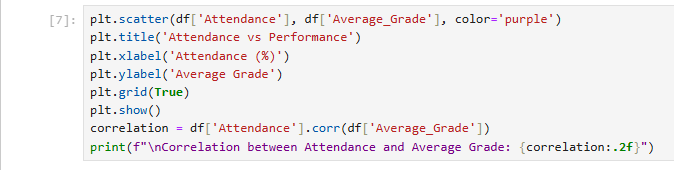 [7]: plt.scatter(df['Attendance'], df['Average_Grade'], color='purple')
plt.title('Attendance vs Performance')
plt.xlabel('Attendance (%)')
plt.ylabel('Average Grade')
plt.grid(True)
plt.show()
correlation = df['Attendance'].corr(df['Average_Grade'])
print(f"\nCorrelation between Attendance and Average Grade: {correlation:.2f}")